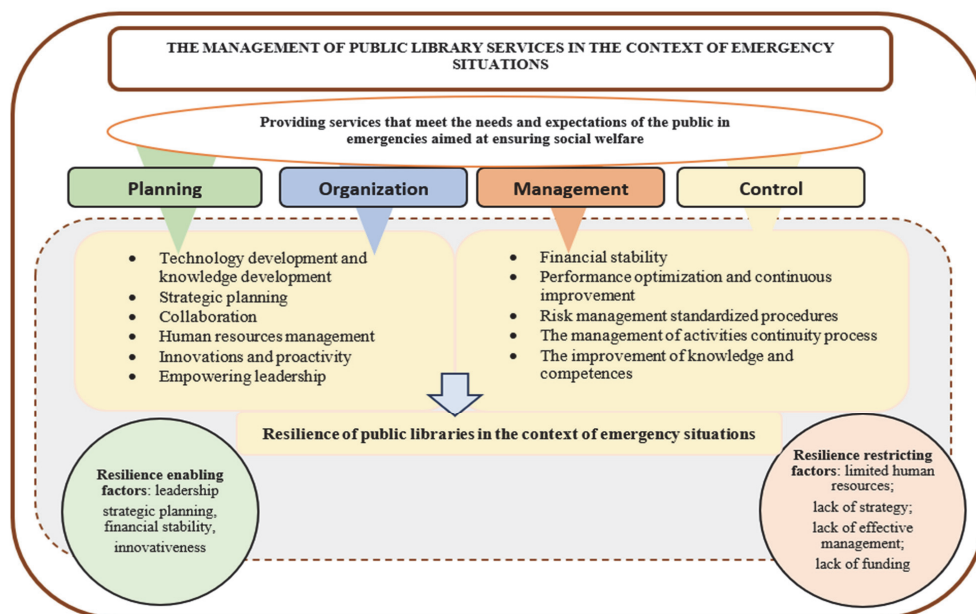 THE MANAGEMENT OF PUBLIC LIBRARY SERVICES IN THE CONTEXT OF EMERGENCY
SITUATIONS
Providing services that meet the needs and expectations of the public in
emergencies aimed at ensuring social welfare
Planning
Organization
Management
Control
• Technology development and
knowledge development
• Strategic planning
• Collaboration
• Human resources management
• Innovations and proactivity
• Empowering leadership
• Financial stability
• Performance optimization and continuous
improvement
• Risk management standardized procedures
• The management of activities continuity process
• The improvement of knowledge and
competences
Resilience of public libraries in the context of emergency situations
Resilience enabling
factors: leadership
strategic planning,
financial stability,
innovativeness
Resilience restricting
factors: limited human
resources;
lack of strategy;
lack of effective
management;
lack of funding